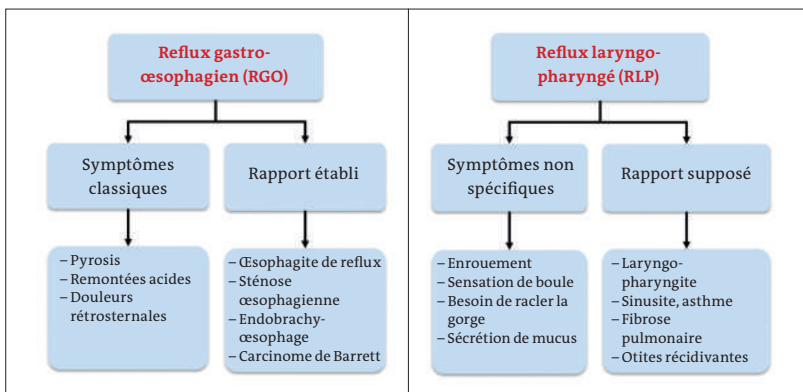 Reflux gastro-
œsophagien (RGO)
Symptômes
classiques
Rapport établi
– Pyrosis
– Remontées acides
– Douleurs
rétrosternales
– Œsophagite de reflux
– Sténose
œsophagienne
– Endobrachy-
œsophage
– Carcinome de Barrett
Reflux laryngo-
pharyngé (RLP)
Symptômes non
spécifiques
Rapport supposé
– Enrouement
– Sensation de boule
– Besoin de racler la
gorge
– Sécrétion de mucus
– Laryngo-
pharyngite
– Sinusite, asthme
– Fibrose
pulmonaire
– Otites récidivantes